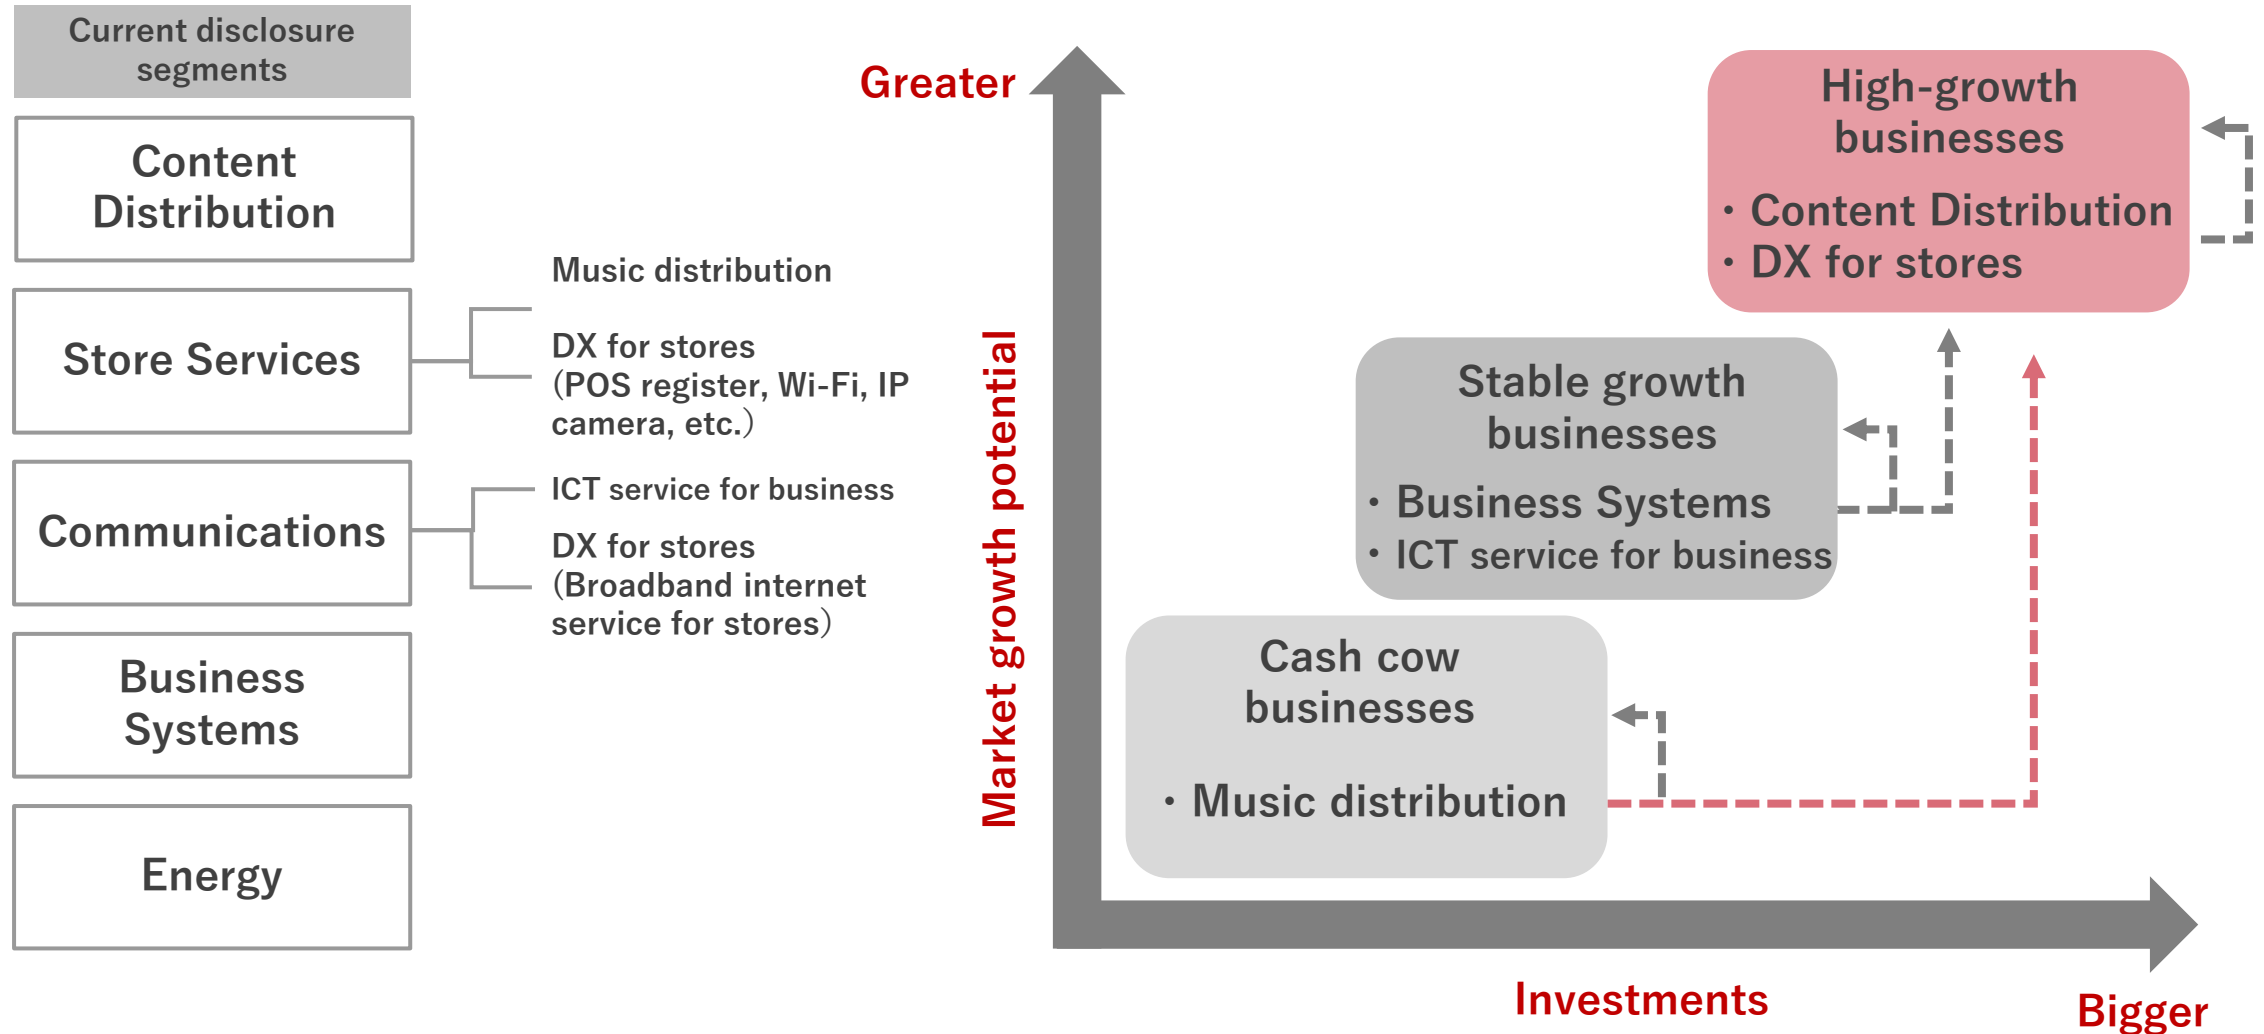 Current disclosure
segments
Content
Distribution
Store Services
Communications
Business
Systems
Energy
Music distribution
DX for stores
(POS register, Wi-Fi, IP
camera, etc.)
ICT service for business
DX for stores
(Broadband internet
service for stores)
Greater
Market growth potential
High-growth
businesses
・Content Distribution
・DX for stores
Stable growth
businesses
・Business Systems
・ICT service for business
Cash cow
businesses
・Music distribution
Investments
Bigger